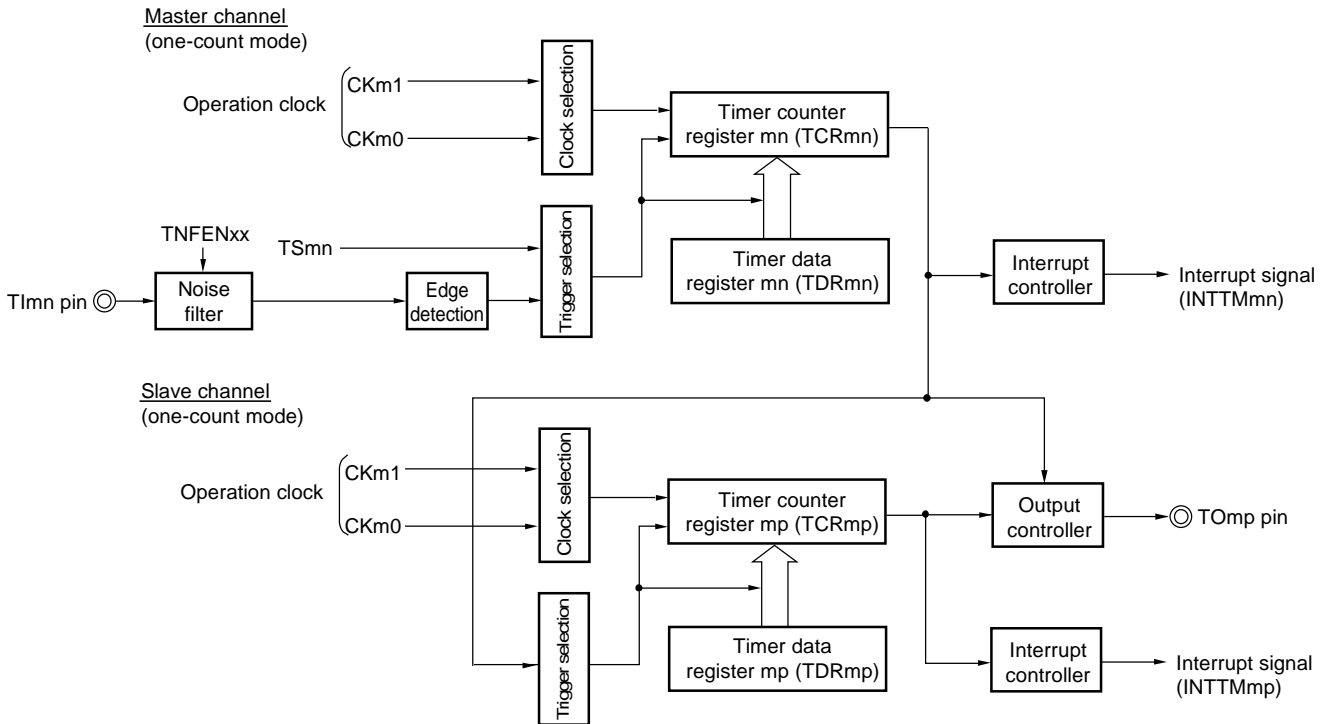 Master channel
(one-count mode)
Operation clock
CKm1
CKm0
Clock selection
Timer counter
register mn (TCRmn)
TNFENxx
TSmn
TImn pin
Noise
filter
Edge
detection
Trigger selection
Timer data
register mn (TDRmn)
Interrupt
controller
Interrupt signal
(INTTMmn)
Slave channel
(one-count mode)
Operation clock
CKm1
CKm0
Clock selection
Timer counter
register mp (TCRmp)
Output
controller
TOmp pin
Trigger selection
Timer data
register mp (TDRmp)
Interrupt
controller
Interrupt signal
(INTTMmp)